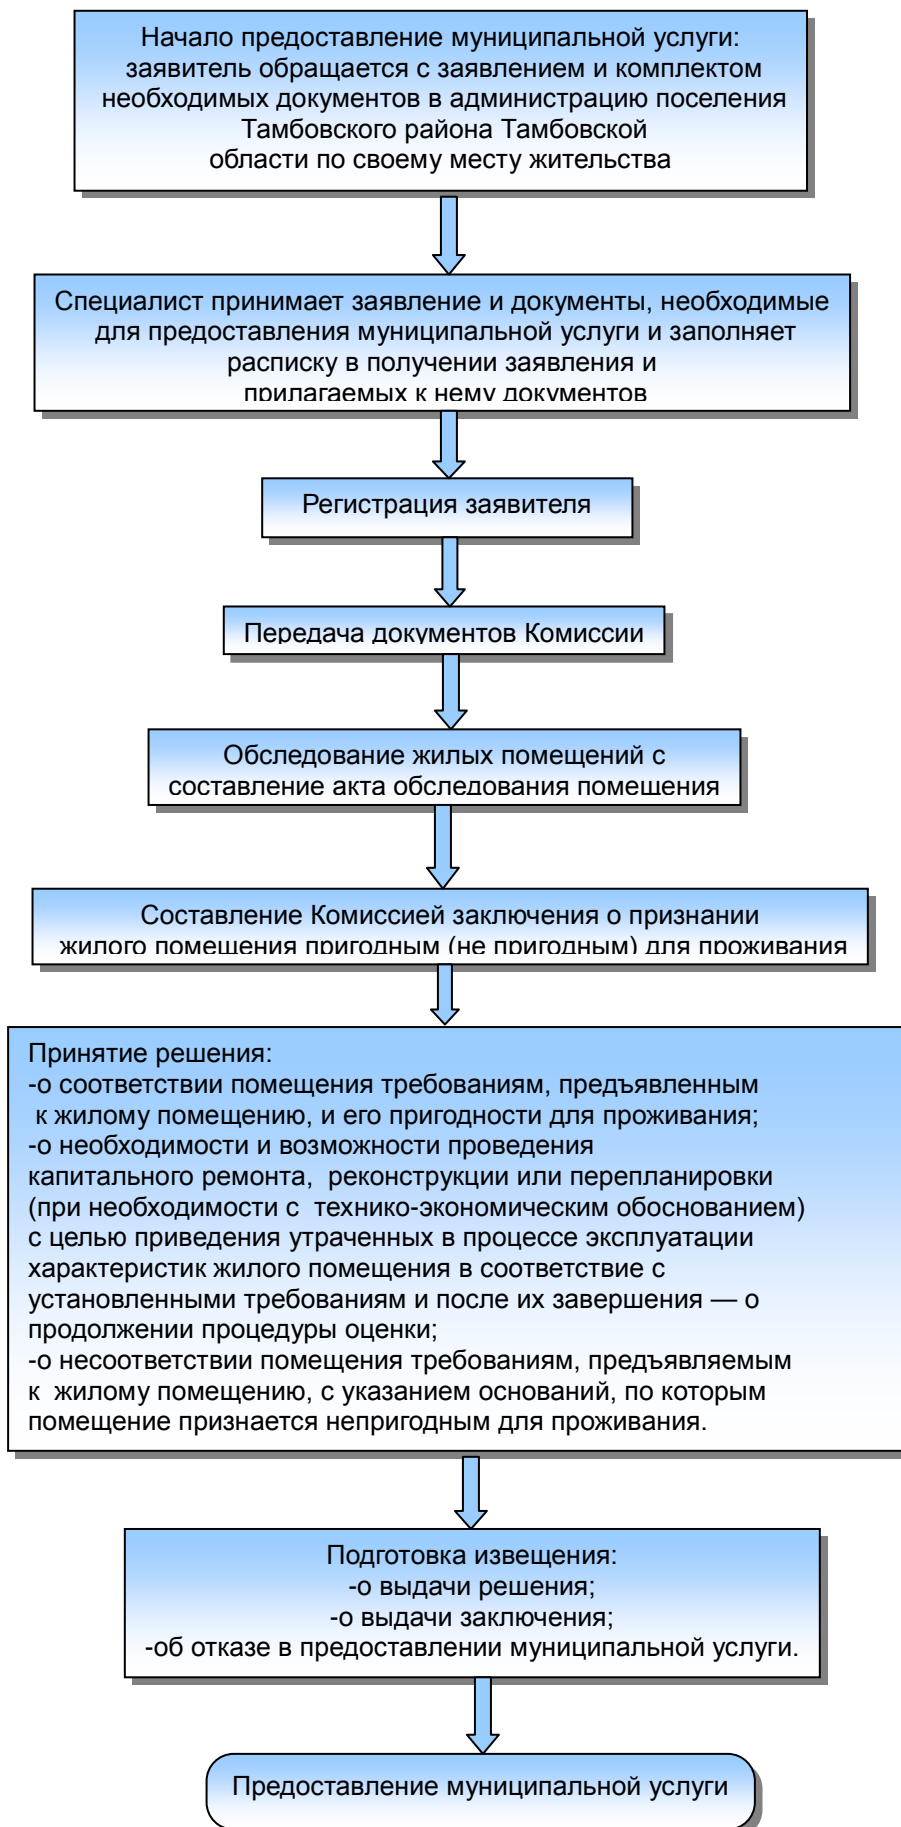 Начало предоставление муниципальной услуги:
заявитель обращается с заявлением и комплектом
необходимых документов в администрацию поселения
Тамбовского района Тамбовской
области по своему месту жительства
Специалист принимает заявление и документы, необходимые
для предоставления муниципальной услуги и заполняет
расписку в получении заявления и
прилагаемых к нему документов
Регистрация заявителя
Передача документов Комиссии
Обследование жилых помещений с
составление акта обследования помещения
Составление Комиссией заключения о признании
жилого помещения пригодным (не пригодным) для проживания
Принятие решения:
-о соответствии помещения требованиям, предъявленным
к жилому помещению, и его пригодности для проживания;
-о необходимости и возможности проведения
капитального ремонта, реконструкции или перепланировки
(при необходимости с технико-экономическим обоснованием)
с целью приведения утраченных в процессе эксплуатации
характеристик жилого помещения в соответствие с
установленными требованиям и после их завершения — о
продолжении процедуры оценки;
-о несоответствии помещения требованиям, предъявляемым
к жилому помещению, с указанием оснований, по которым
помещение признается непригодным для проживания.
Подготовка извещения:
-о выдачи решения;
-о выдачи заключения;
-об отказе в предоставлении муниципальной услуги.
Предоставление муниципальной услуги